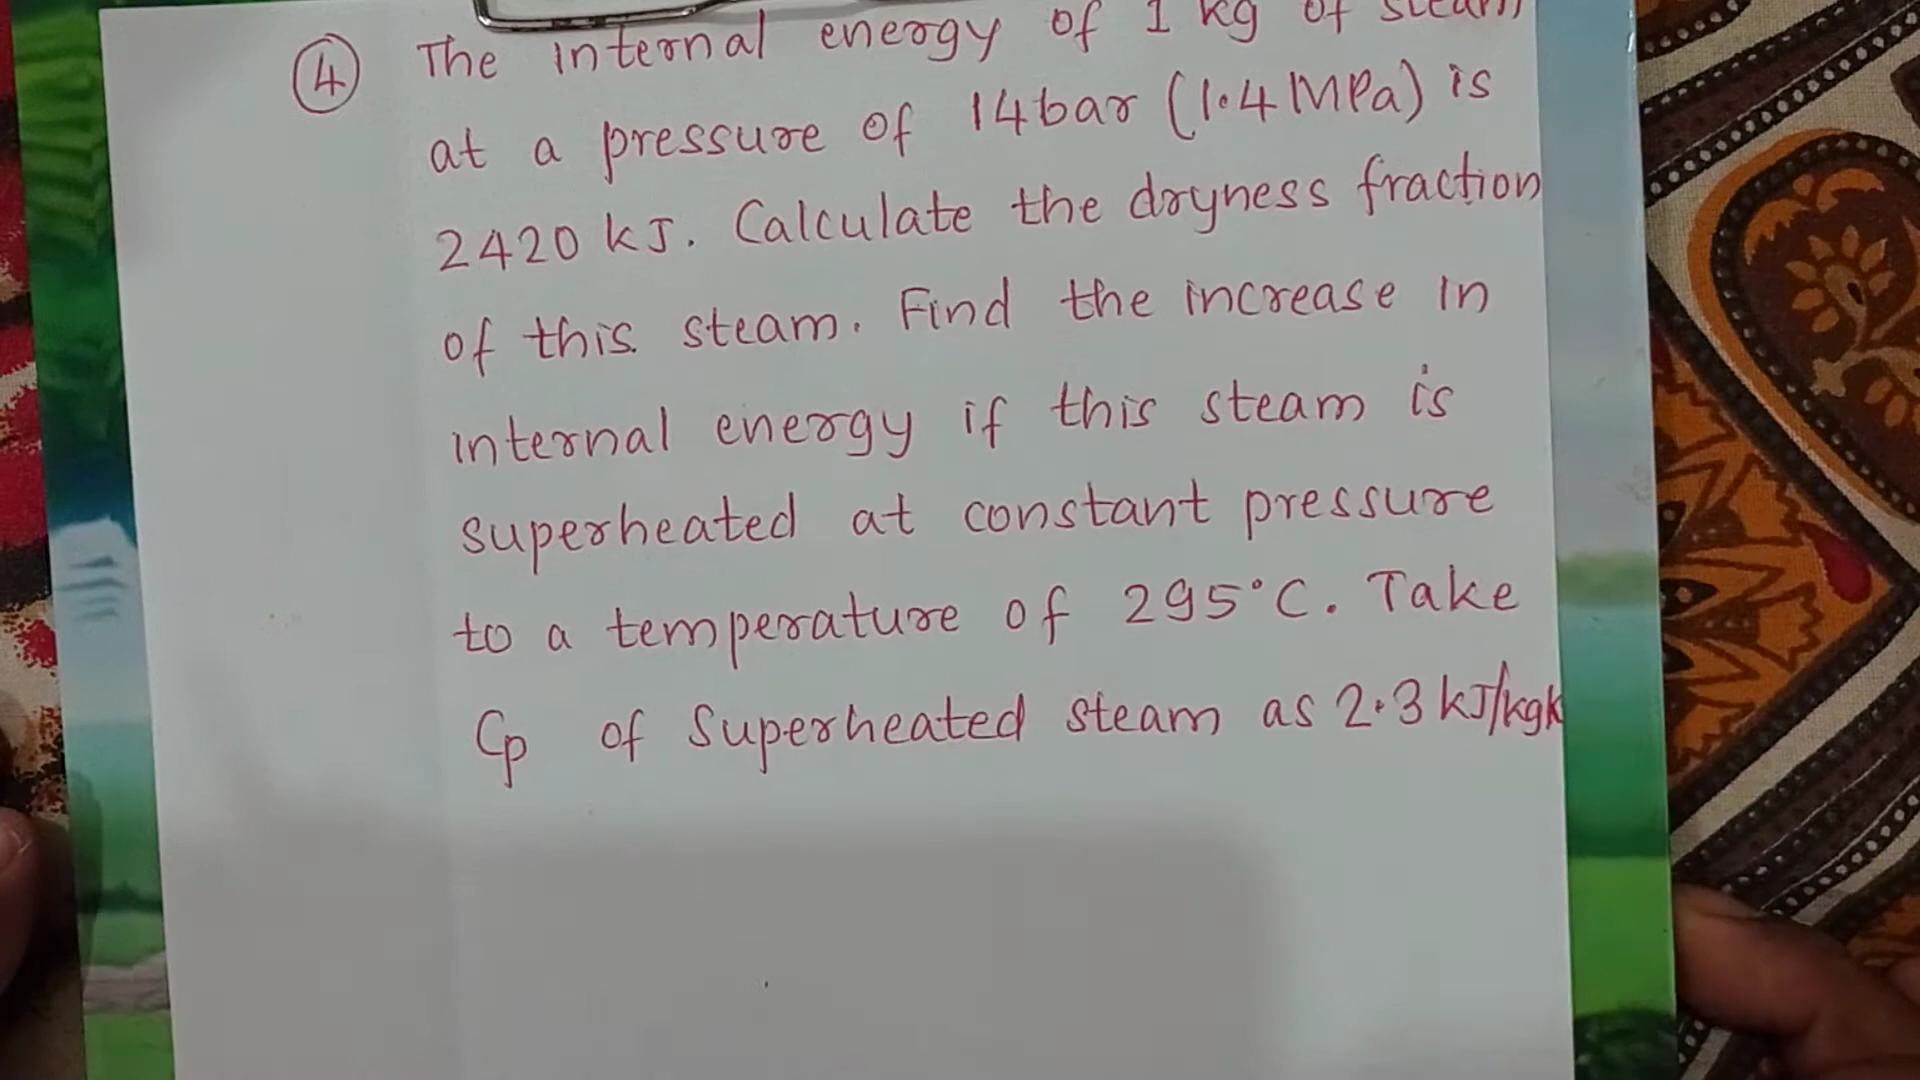 ④ The internal energy of 1 kg of steam
at a pressure of 14bar (1.4 MPa) is
2420 kJ. Calculate the dryness fraction
of this steam. Find the increase in
internal energy if this steam is
superheated at constant pressure
to a temperature of 295°C. Take
Cp of Superheated steam as 2.3 kJ/kgk